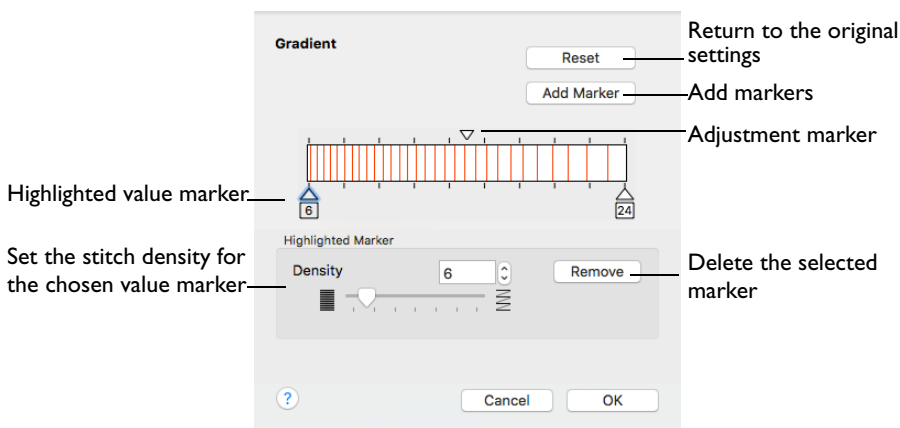 Gradient
Reset
Return to the original
settings
Add Marker
Add markers
Adjustment marker
Highlighted value marker
6
24
Highlighted Marker
Set the stitch density for
the chosen value marker
Density
6
Remove
Delete the selected
marker
?
Cancel
OK